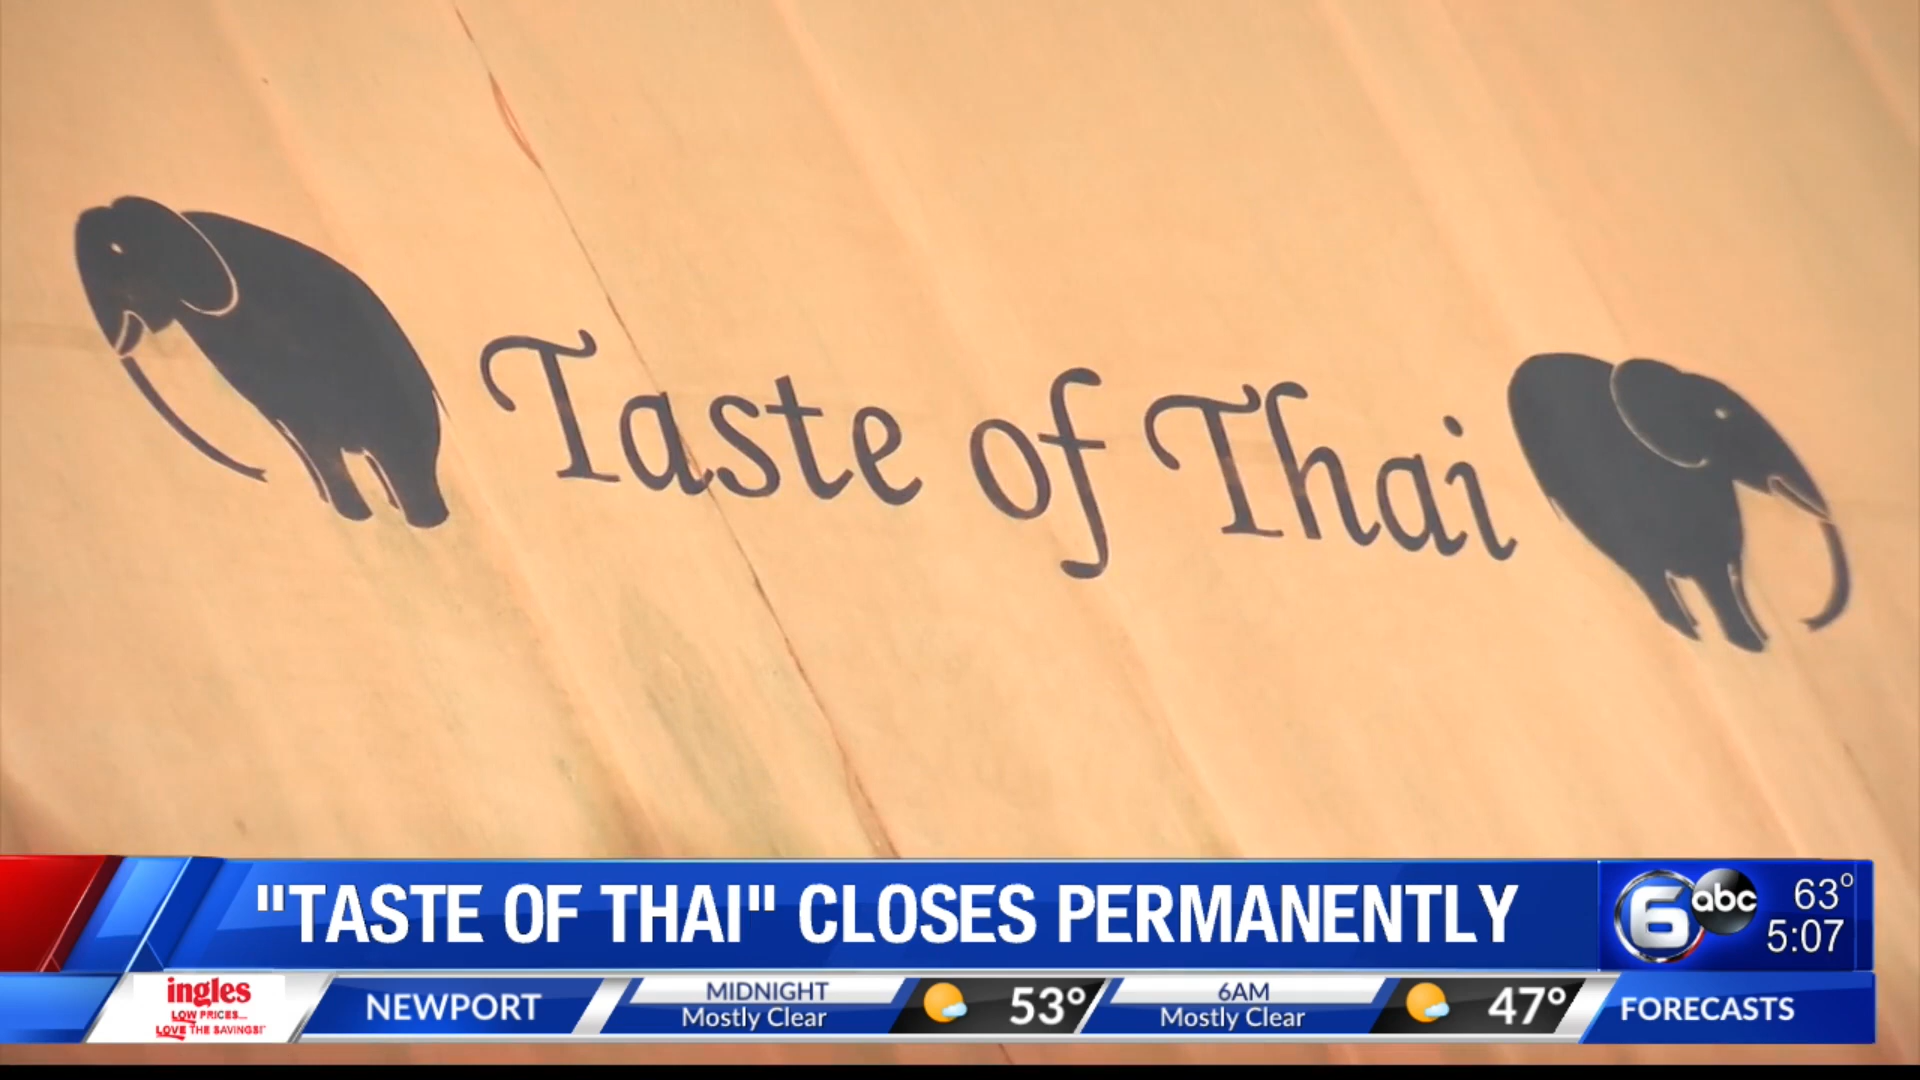 Taste of Thai
"TASTE OF THAI" CLOSES PERMANENTLY
6 abc
63°
5:07
ingles
LOW PRICES...
LOVE THE SAVINGS!
NEWPORT
MIDNIGHT
Mostly Clear
53°
6AM
Mostly Clear
47°
FORECASTS